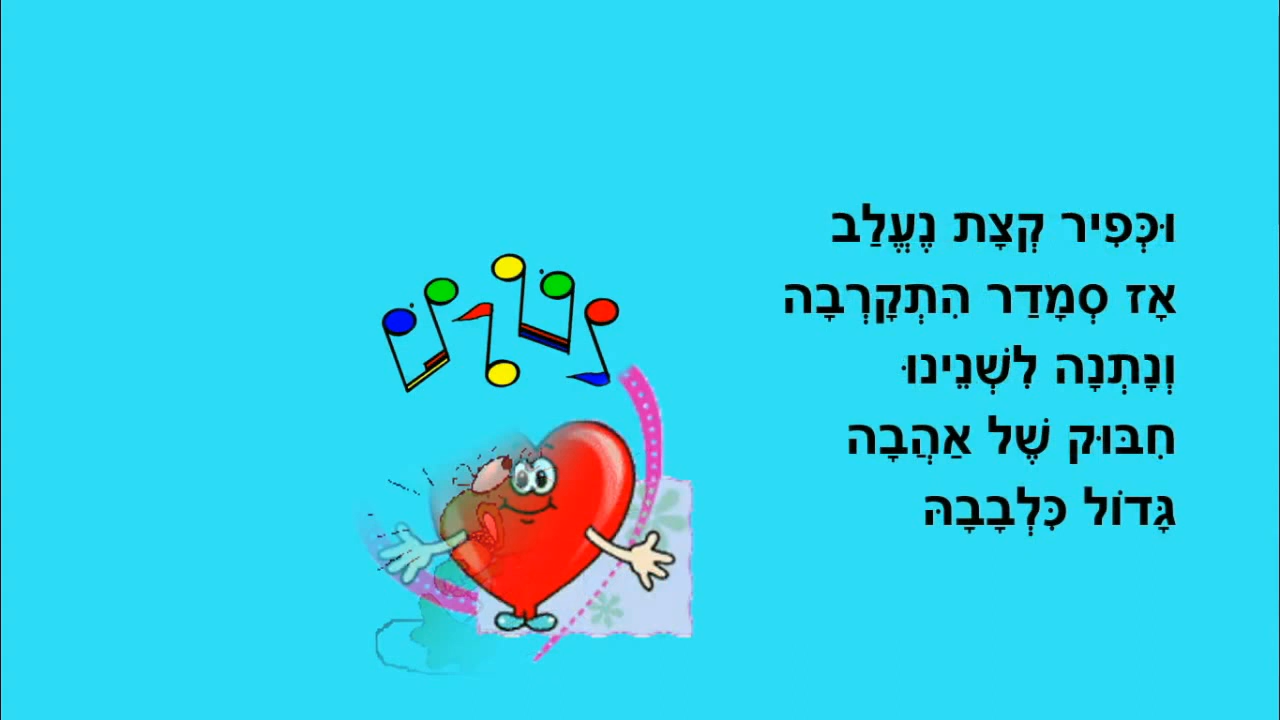 וּכְּפִיר קְצָת נֶעֱלַב
אָז סְמָדַר הִתְקָרְבָה
וְנָתְנָה לִשְׁנֵינוּ
חִבּוּק שֶׁל אַהֲבָה
גָּדוֹל כִּלְבָבָהּ